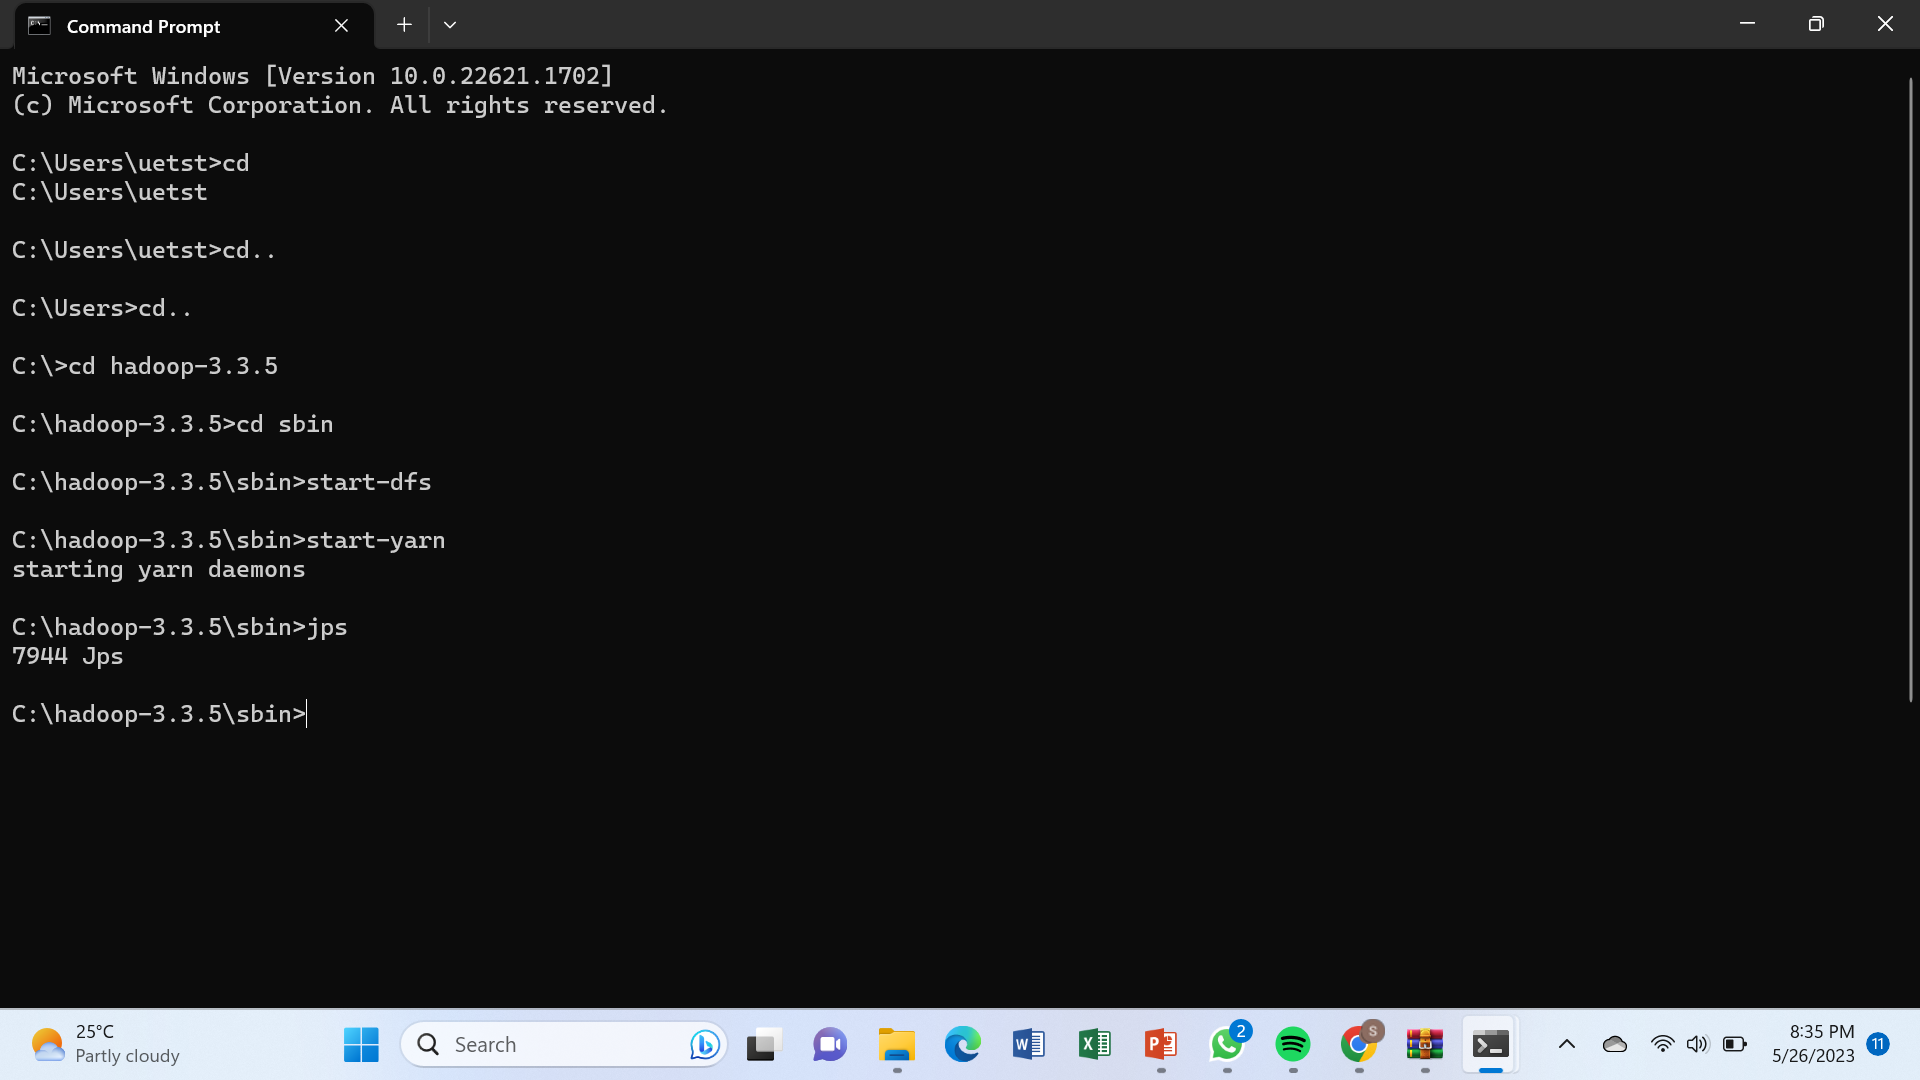 Command Prompt
Microsoft Windows [Version 10.0.22621.1702]
(c) Microsoft Corporation. All rights reserved.
C:\Users\uetst>cd
C:\Users\uetst
C:\Users\uetst>cd..
C:\Users>cd..
C:\>cd hadoop-3.3.5
C:\hadoop-3.3.5>cd sbin
C:\hadoop-3.3.5\sbin>start-dfs
C:\hadoop-3.3.5\sbin>start-yarn
starting yarn daemons
C:\hadoop-3.3.5\sbin>jps
7944 Jps
C:\hadoop-3.3.5\sbin>
25°C
Partly cloudy
Search
W
X
P
2
S
8:35 PM
5/26/2023
11